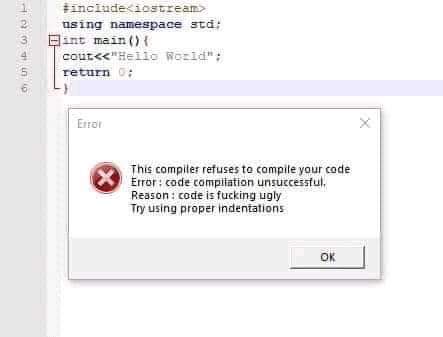 1 #include<iostream>
2 using namespace std;
3 int main(){
4 cout<<"Hello World";
5 return 0;
6 }
Error
This compiler refuses to compile your code
Error : code compilation unsuccessful.
Reason : code is fucking ugly
Try using proper indentations
OK